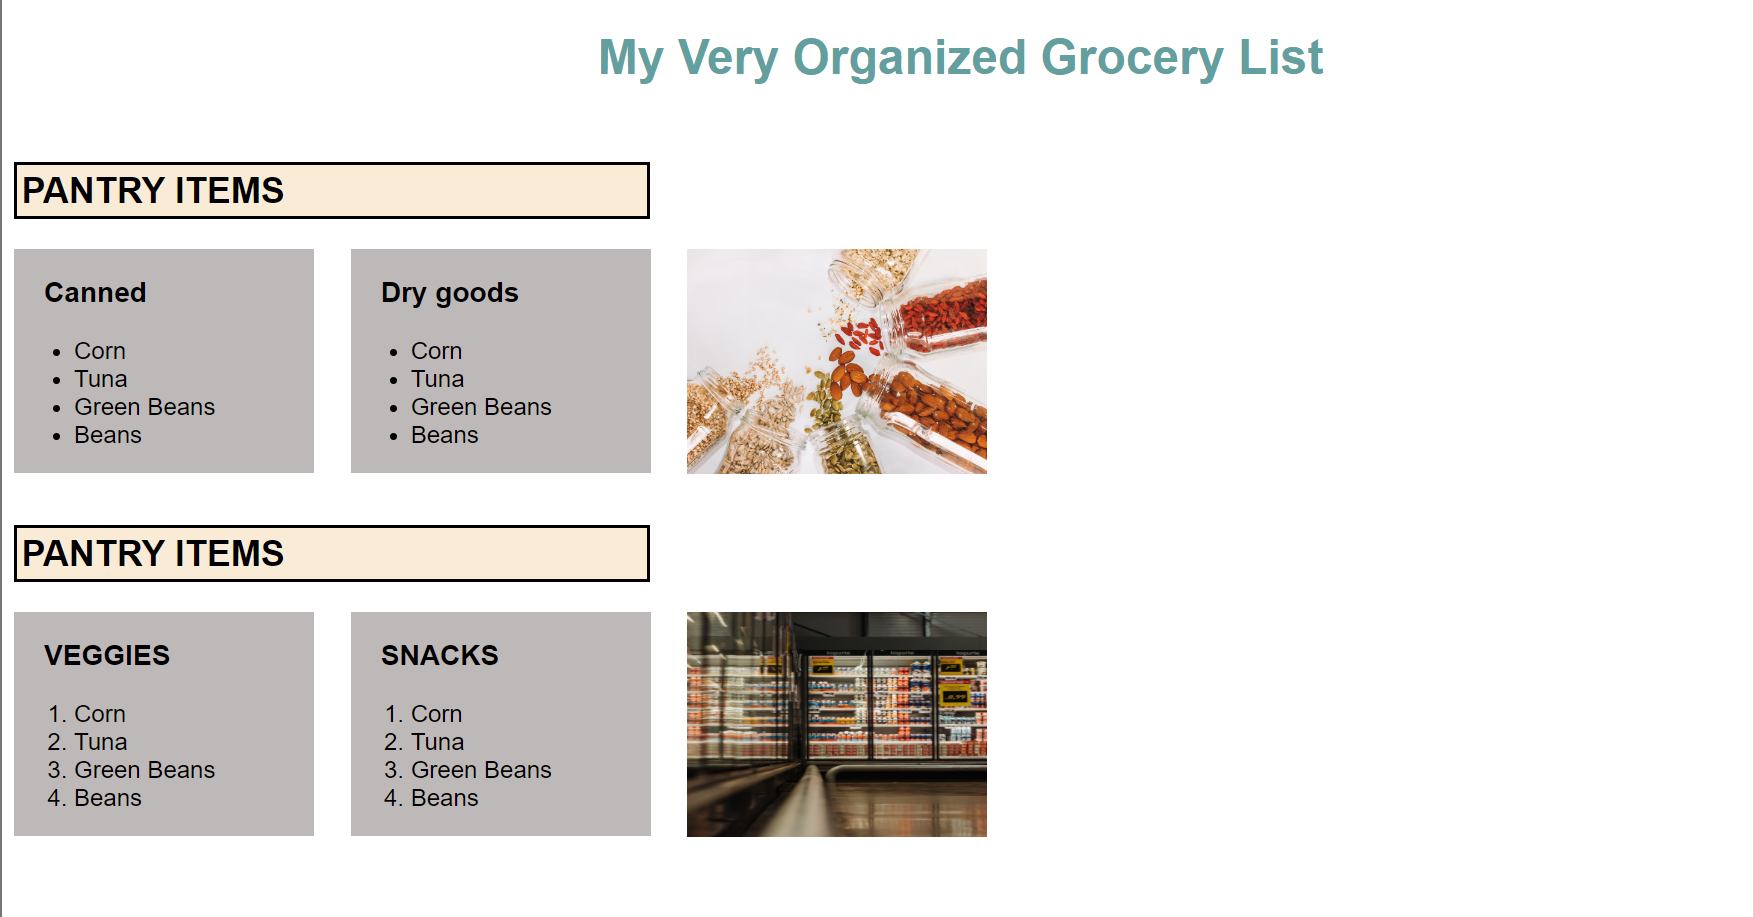 My Very Organized Grocery List
PANTRY ITEMS
Canned
• Corn
• Tuna
• Green Beans
• Beans
Dry goods
• Corn
• Tuna
• Green Beans
• Beans
PANTRY ITEMS
VEGGIES
1. Corn
2. Tuna
3. Green Beans
4. Beans
SNACKS
1. Corn
2. Tuna
3. Green Beans
4. Beans